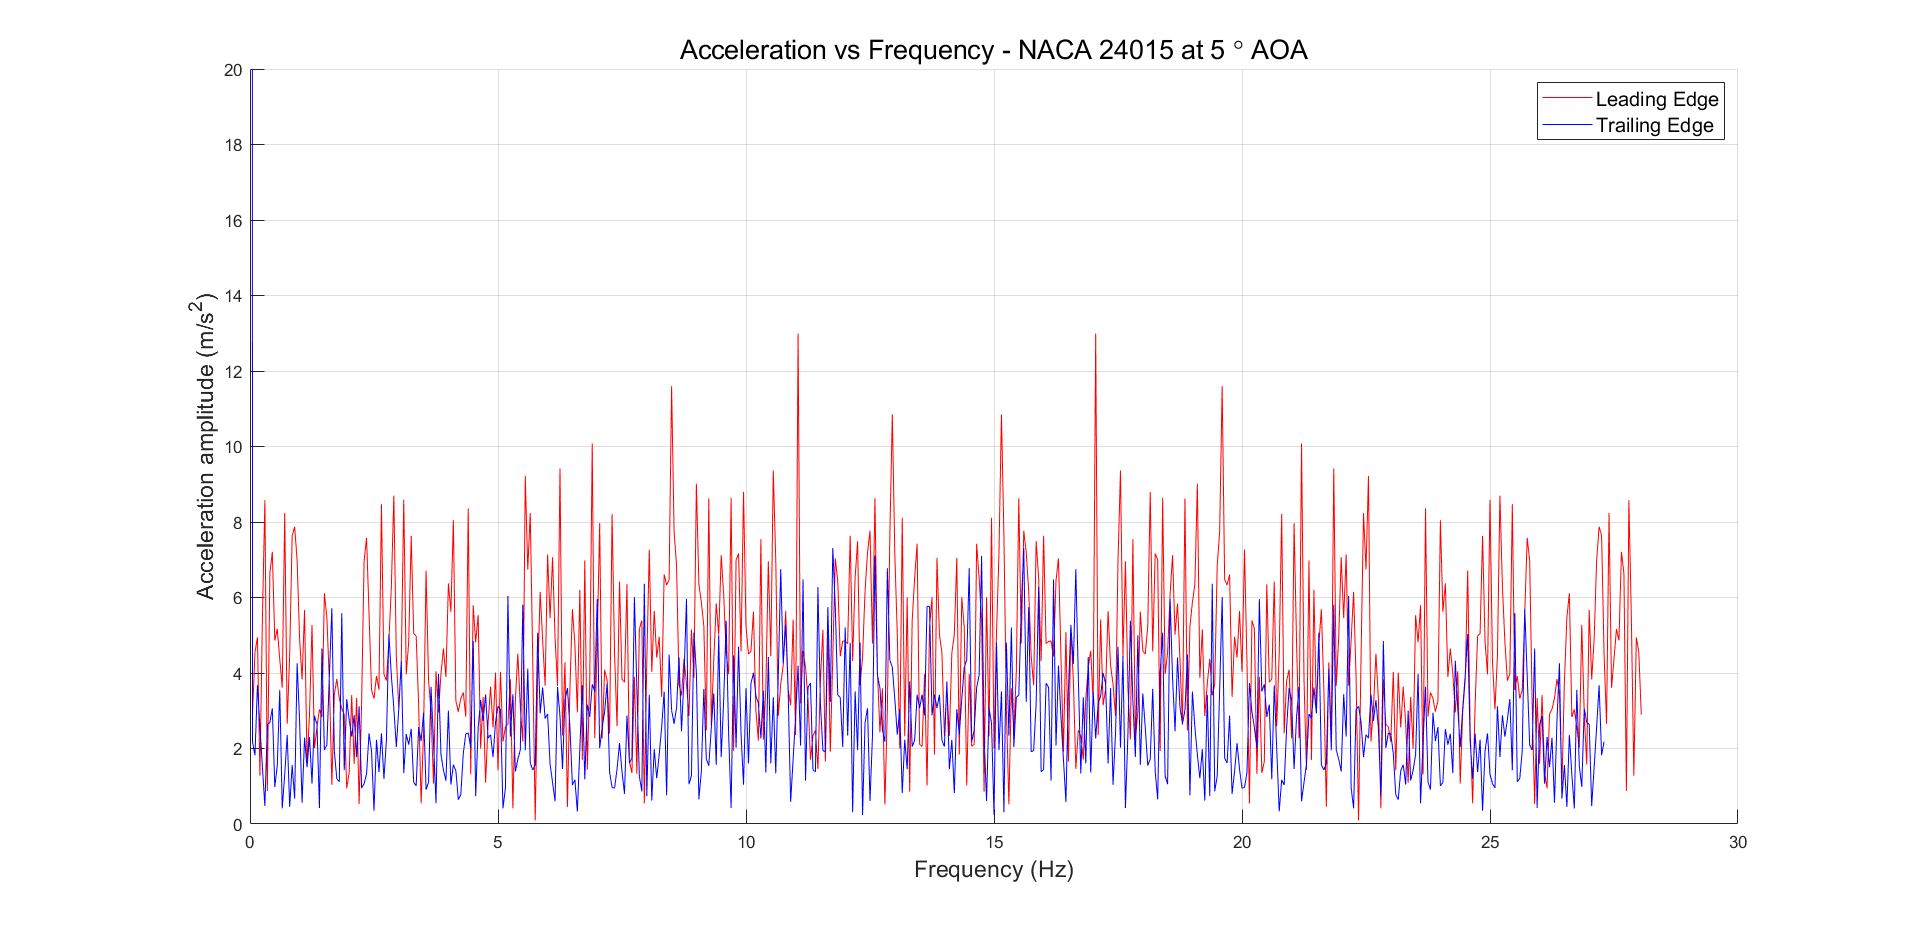 Acceleration vs Frequency - NACA 24015 at 5 ° AOA
Leading Edge
Trailing Edge
Acceleration amplitude (m/s²)
20
18
16
14
12
10
8
6
4
2
0
0 5 10 15 20 25 30
Frequency (Hz)